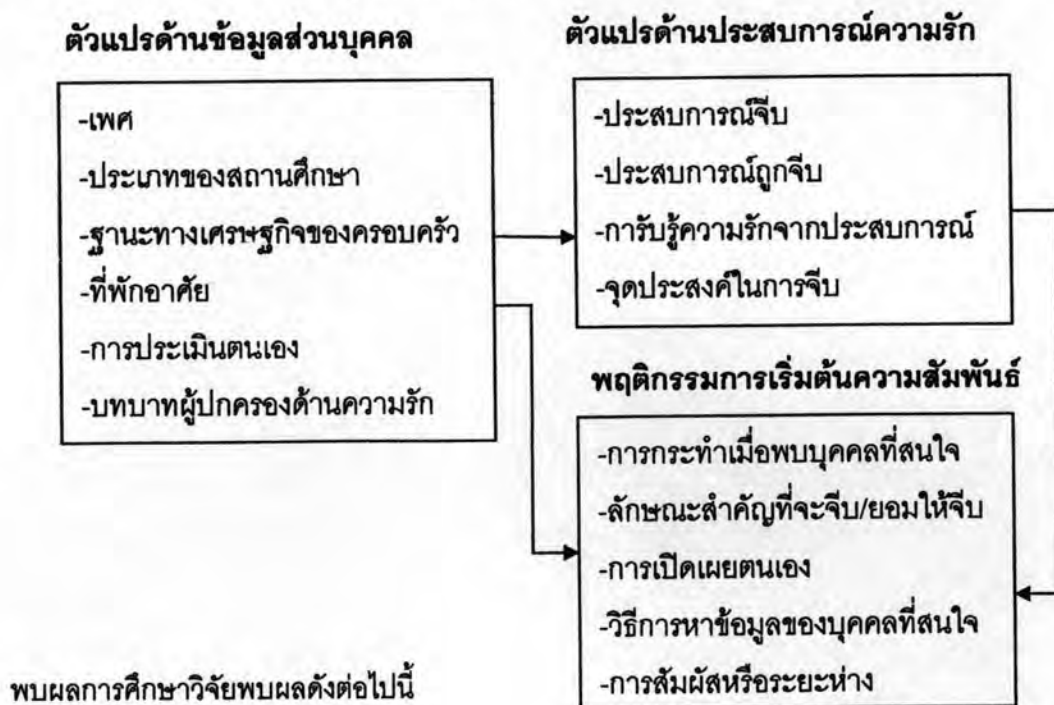 ตัวแปรด้านข้อมูลส่วนบุคคล
-เพศ
-ประเภทของสถานศึกษา
-ฐานะทางเศรษฐกิจของครอบครัว
-ที่พักอาศัย
-การประเมินตนเอง
-บทบาทผู้ปกครองด้านความรัก
ตัวแปรด้านประสบการณ์ความรัก
-ประสบการณ์จีบ
-ประสบการณ์ถูกจีบ
-การับรู้ความรักจากประสบการณ์
-จุดประสงค์ในการจีบ
พฤติกรรมการเริ่มต้นความสัมพันธ์
-การกระทำเมื่อพบบุคคลที่สนใจ
-ลักษณะสำคัญที่จะจีบ/ยอมให้จีบ
-การเปิดเผยตนเอง
-วิธีการหาข้อมูลของบุคคลที่สนใจ
-การสัมผัสหรือระยะห่าง
พบผลการศึกษาวิจัยพบผลดังต่อไปนี้